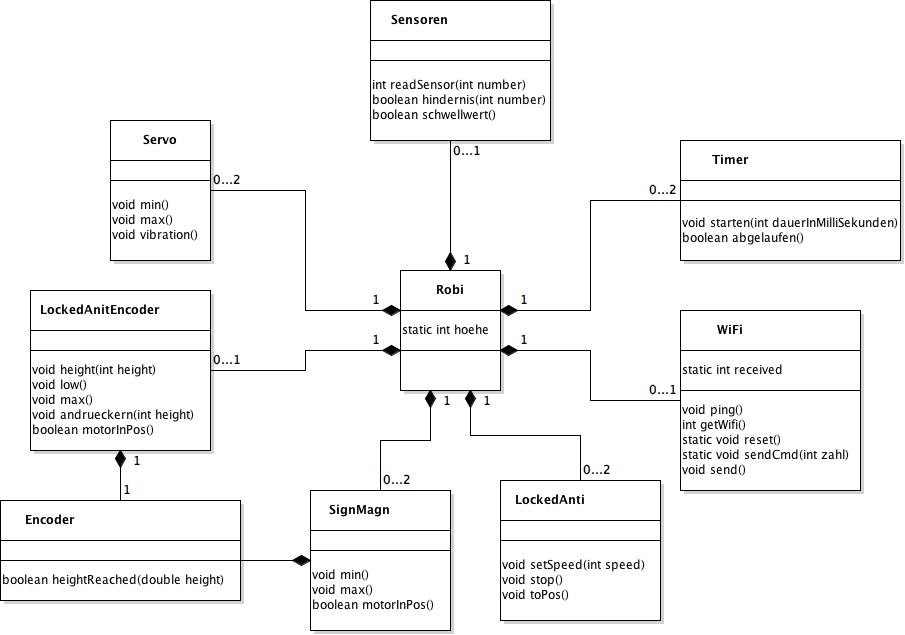 Sensoren
int readSensor(int number)
boolean hindernis(int number)
boolean schwellwert()
0...1
1
Servo
void min()
void max()
void vibration()
0...2
1
Timer
void starten(int dauerInMilliSekunden)
boolean abgelaufen()
0...2
1
Robi
static int hoehe
LockedAnitEncoder
void height(int height)
void low()
void max()
void andrueckern(int height)
boolean motorInPos()
0...1
1
WiFi
static int received
void ping()
int getWifi()
static void reset()
static void sendCmd(int zahl)
void send()
0...1
1
1
1
Encoder
boolean heightReached(double height)
1
0...2
SignMagn
void min()
void max()
boolean motorInPos()
1
0...2
LockedAnti
void setSpeed(int speed)
void stop()
void toPos()